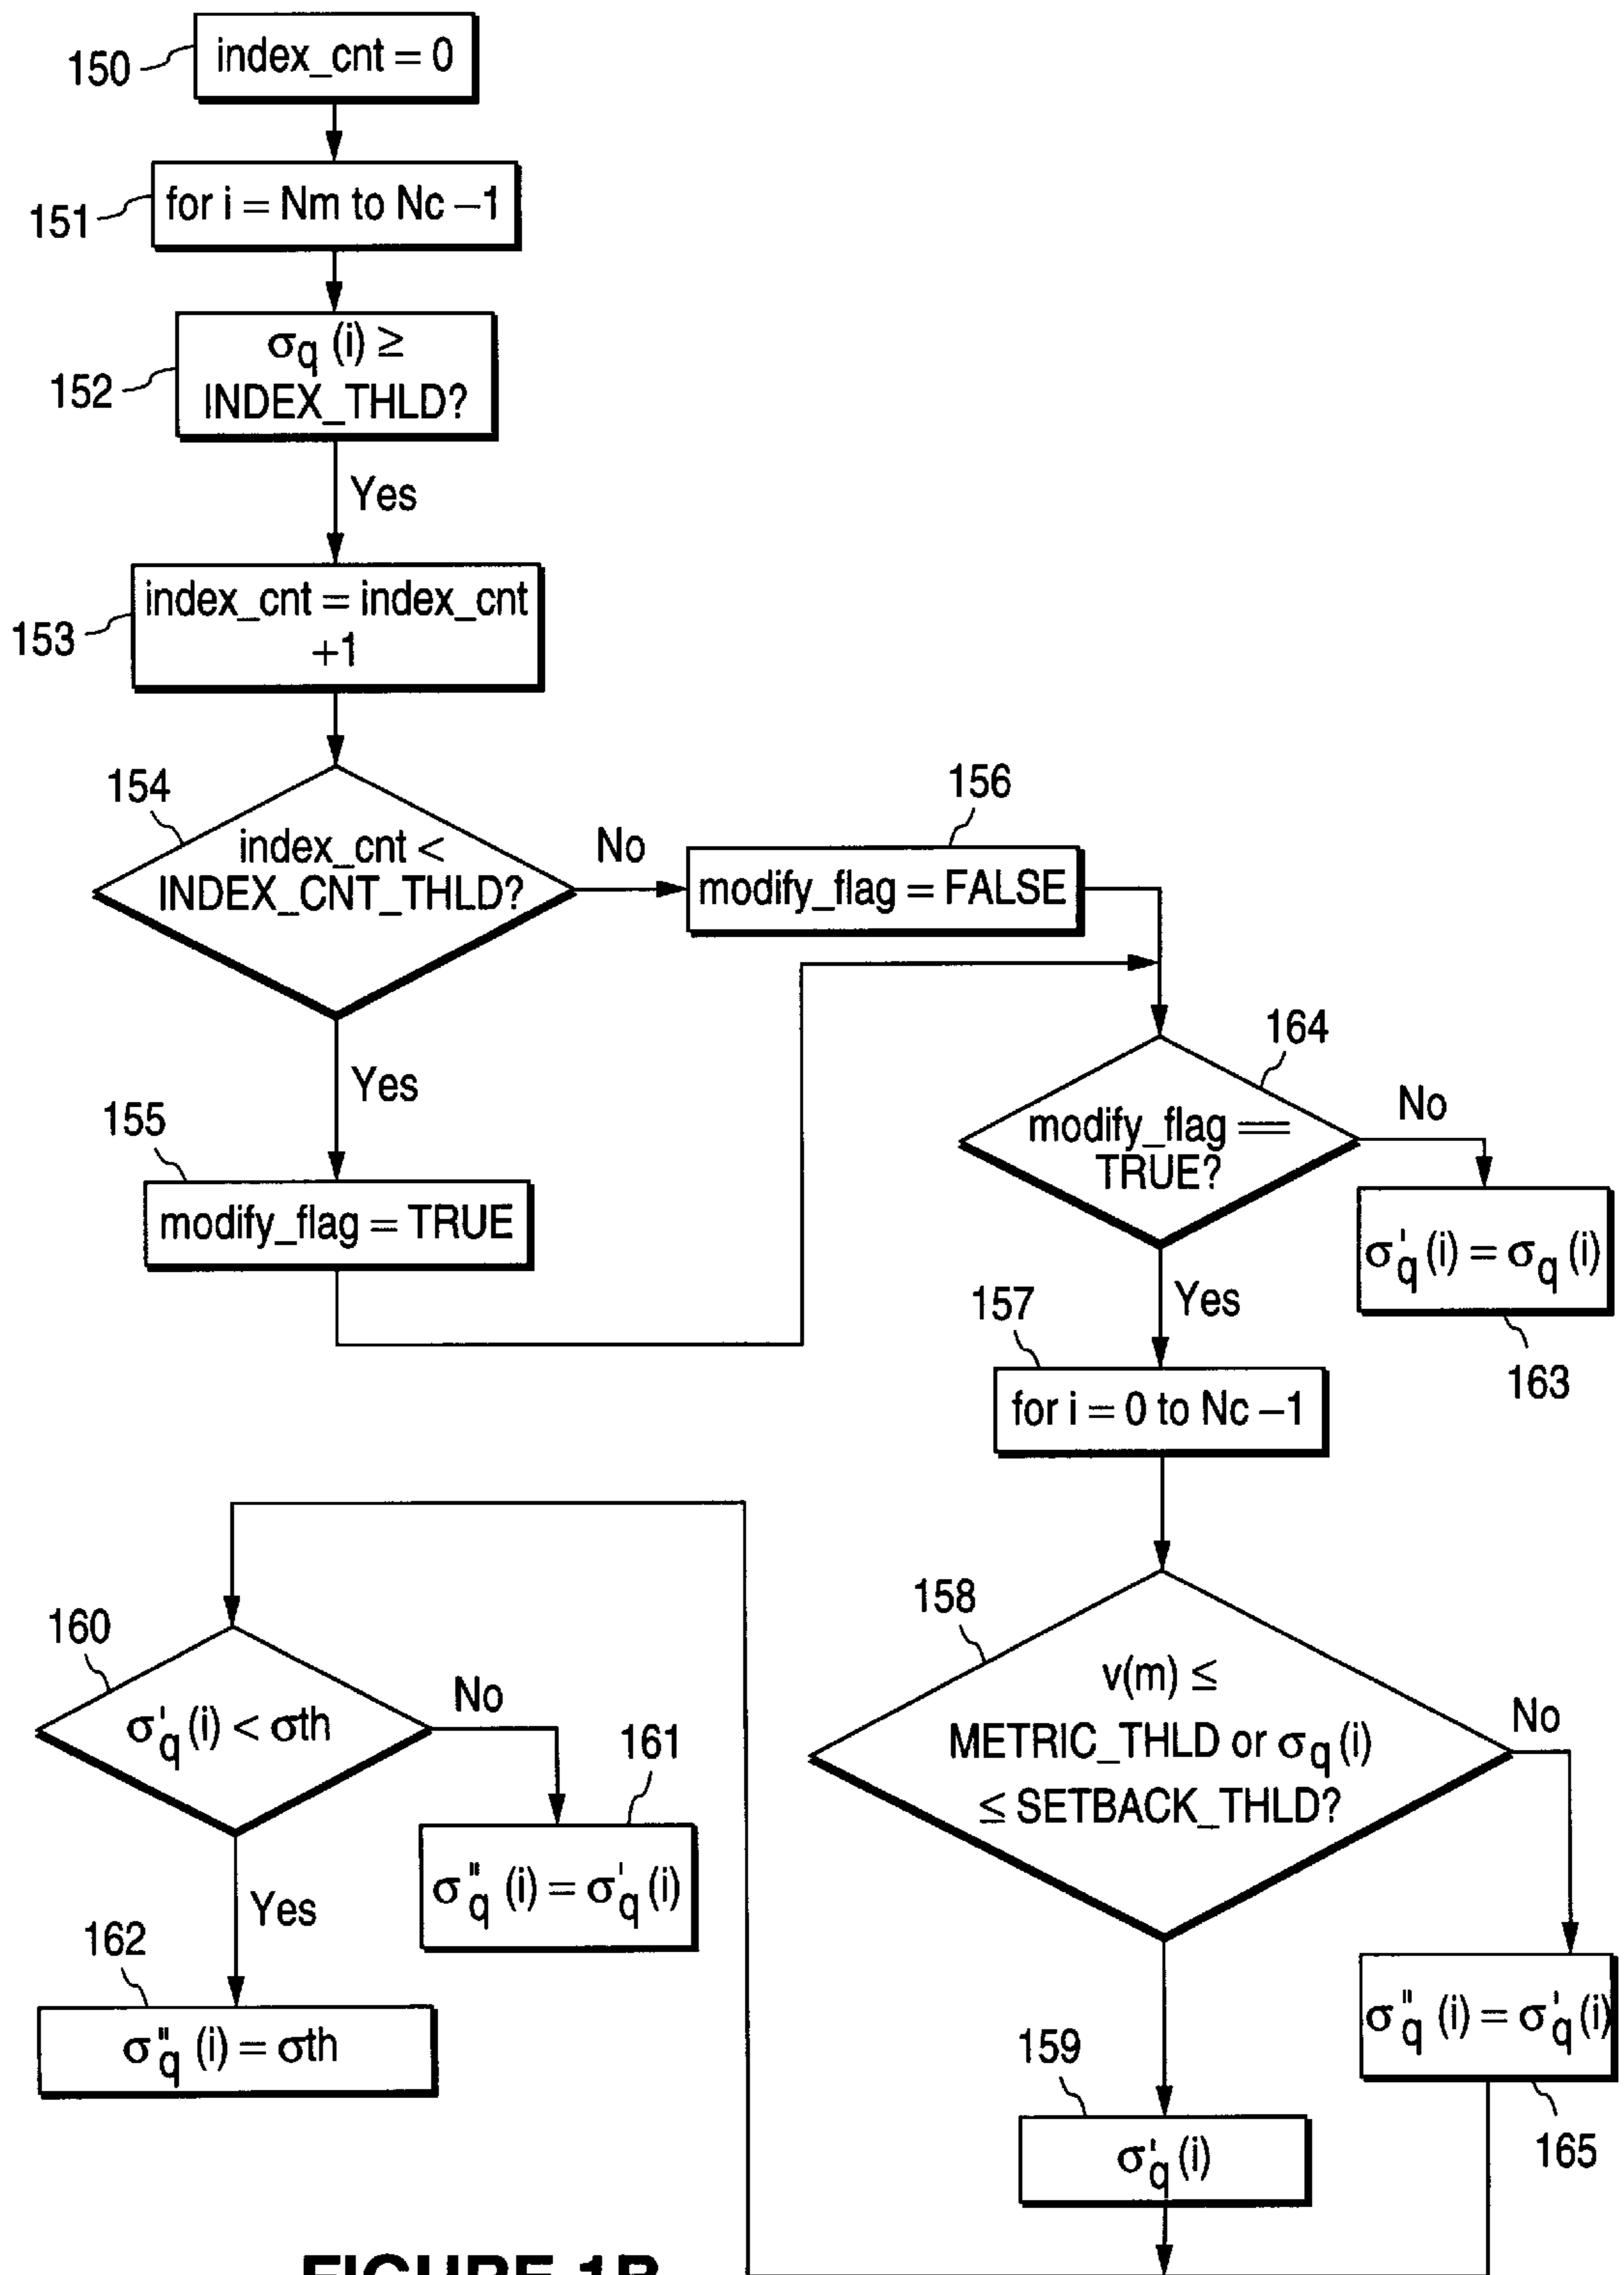 150
index_cnt = 0
151
for i = Nm to Nc –1
152
σq (i) ≥
INDEX_THLD?
Yes
153
index_cnt = index_cnt
+1
154
index_cnt <
INDEX_CNT_THLD?
No
156
modify_flag = FALSE
Yes
155
modify_flag = TRUE
164
modify_flag ==
TRUE?
No
σ'q (i) = σq (i)
163
Yes
157
for i = 0 to Nc –1
158
v(m) ≤
METRIC_THLD or σq (i)
≤ SETBACK_THLD?
No
σ"q (i) = σ'q (i)
165
159
σ'q (i)
160
σ'q (i) < σth
No
161
σ"q (i) = σ'q (i)
Yes
162
σ"q (i) = σth
FIGURE 1B